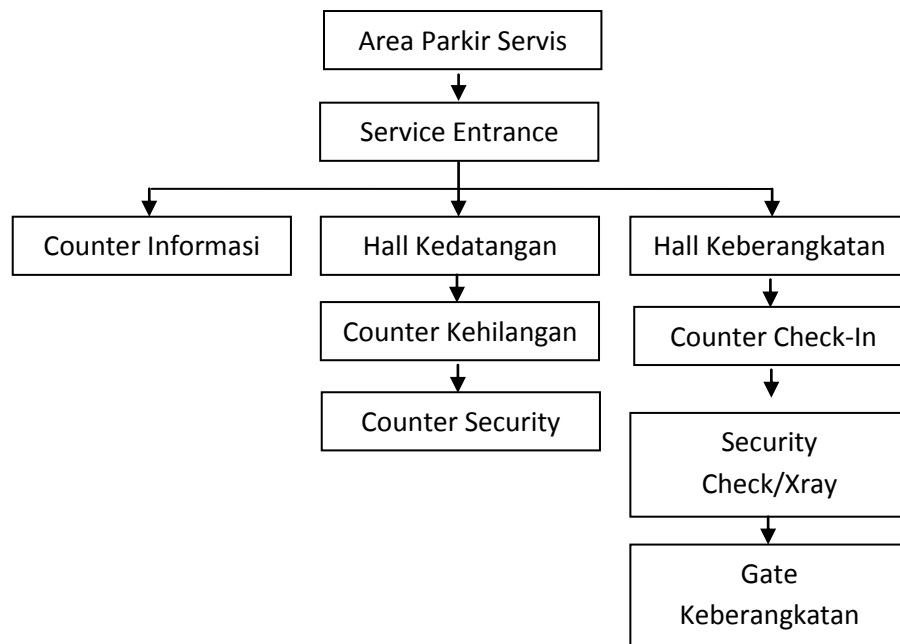 Area Parkir Servis
Service Entrance
Counter Informasi
Hall Kedatangan
Hall Keberangkatan
Counter Kehilangan
Counter Check-In
Counter Security
Security
Check/Xray
Gate
Keberangkatan